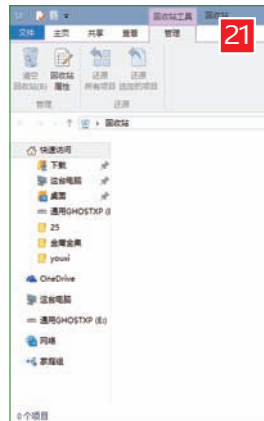 回收站工具 回收站
文件 主页 共享 查看 管理
21
清空 回收站 还原 还原
回收站(B) 属性 所有项目 选定的项目
管理 还原
回收站
快速访问
下载
这台电脑
桌面
通用GHOSTXP (
25
金鹰全集
youxi
OneDrive
这台电脑
通用GHOSTXP (E:)
网络
家庭组
0个项目